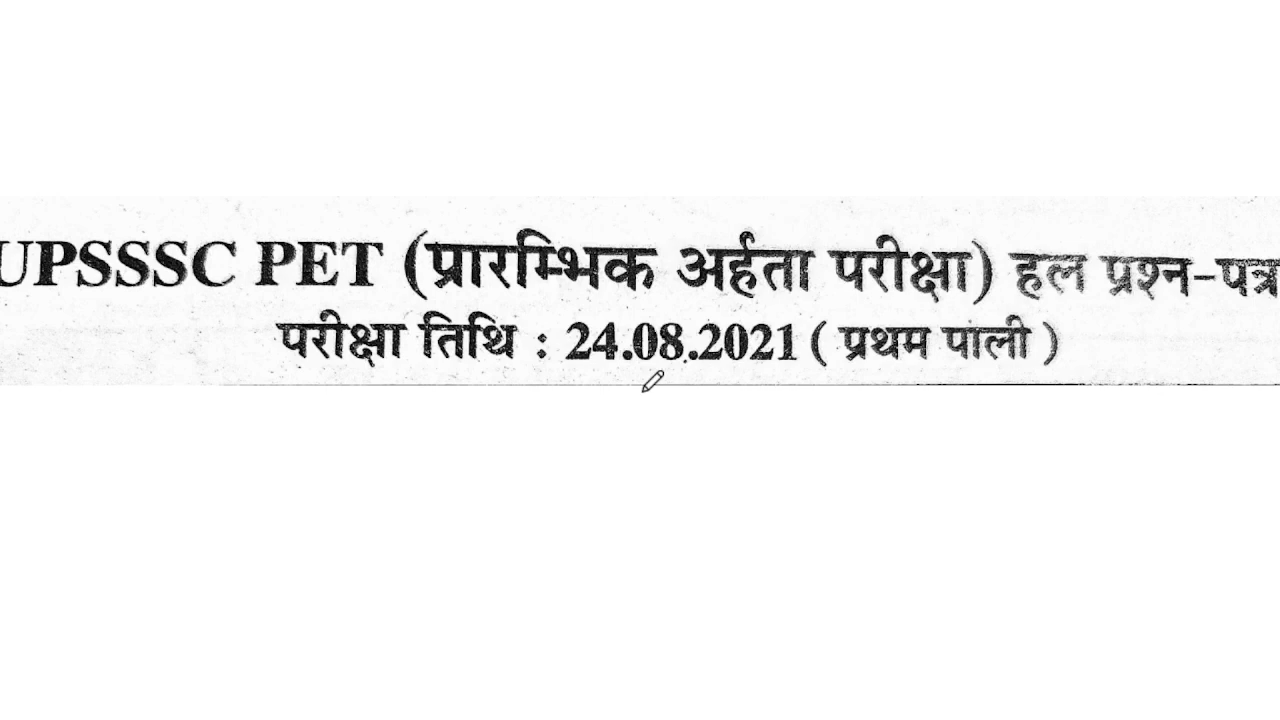 UPSSSC PET (प्रारम्भिक अर्हता परीक्षा) हल प्रश्न-पत्र
परीक्षा तिथि : 24.08.2021 ( प्रथम पाली )